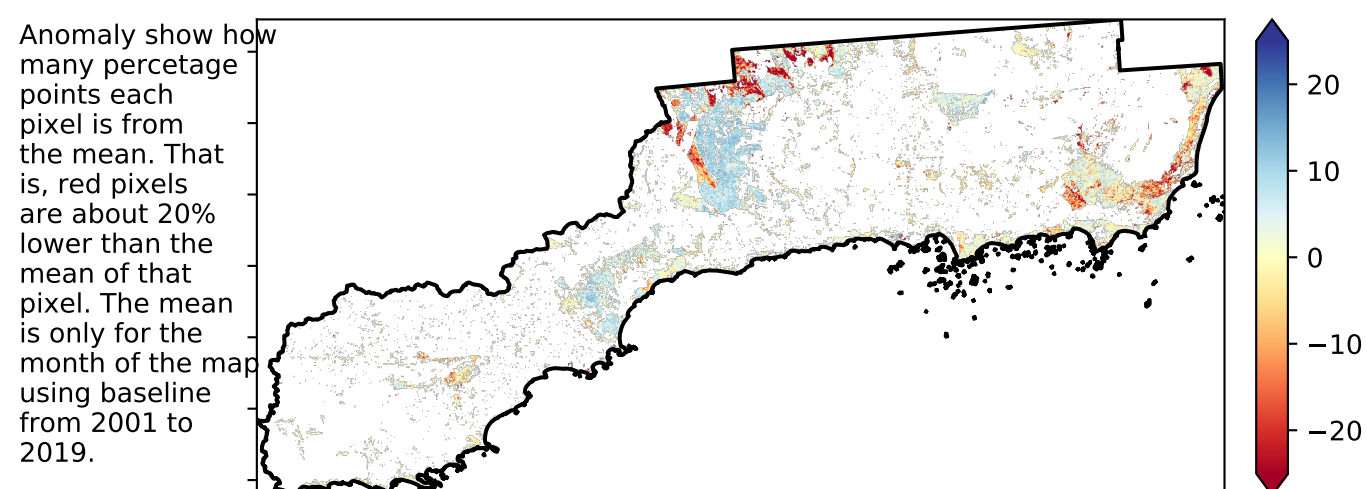 Anomaly show how
many percetage
points each
pixel is from
the mean. That
is, red pixels
are about 20%
lower than the
mean of that
pixel. The mean
is only for the
month of the map
using baseline
from 2001 to
2019.
20
10
0
−10
−20